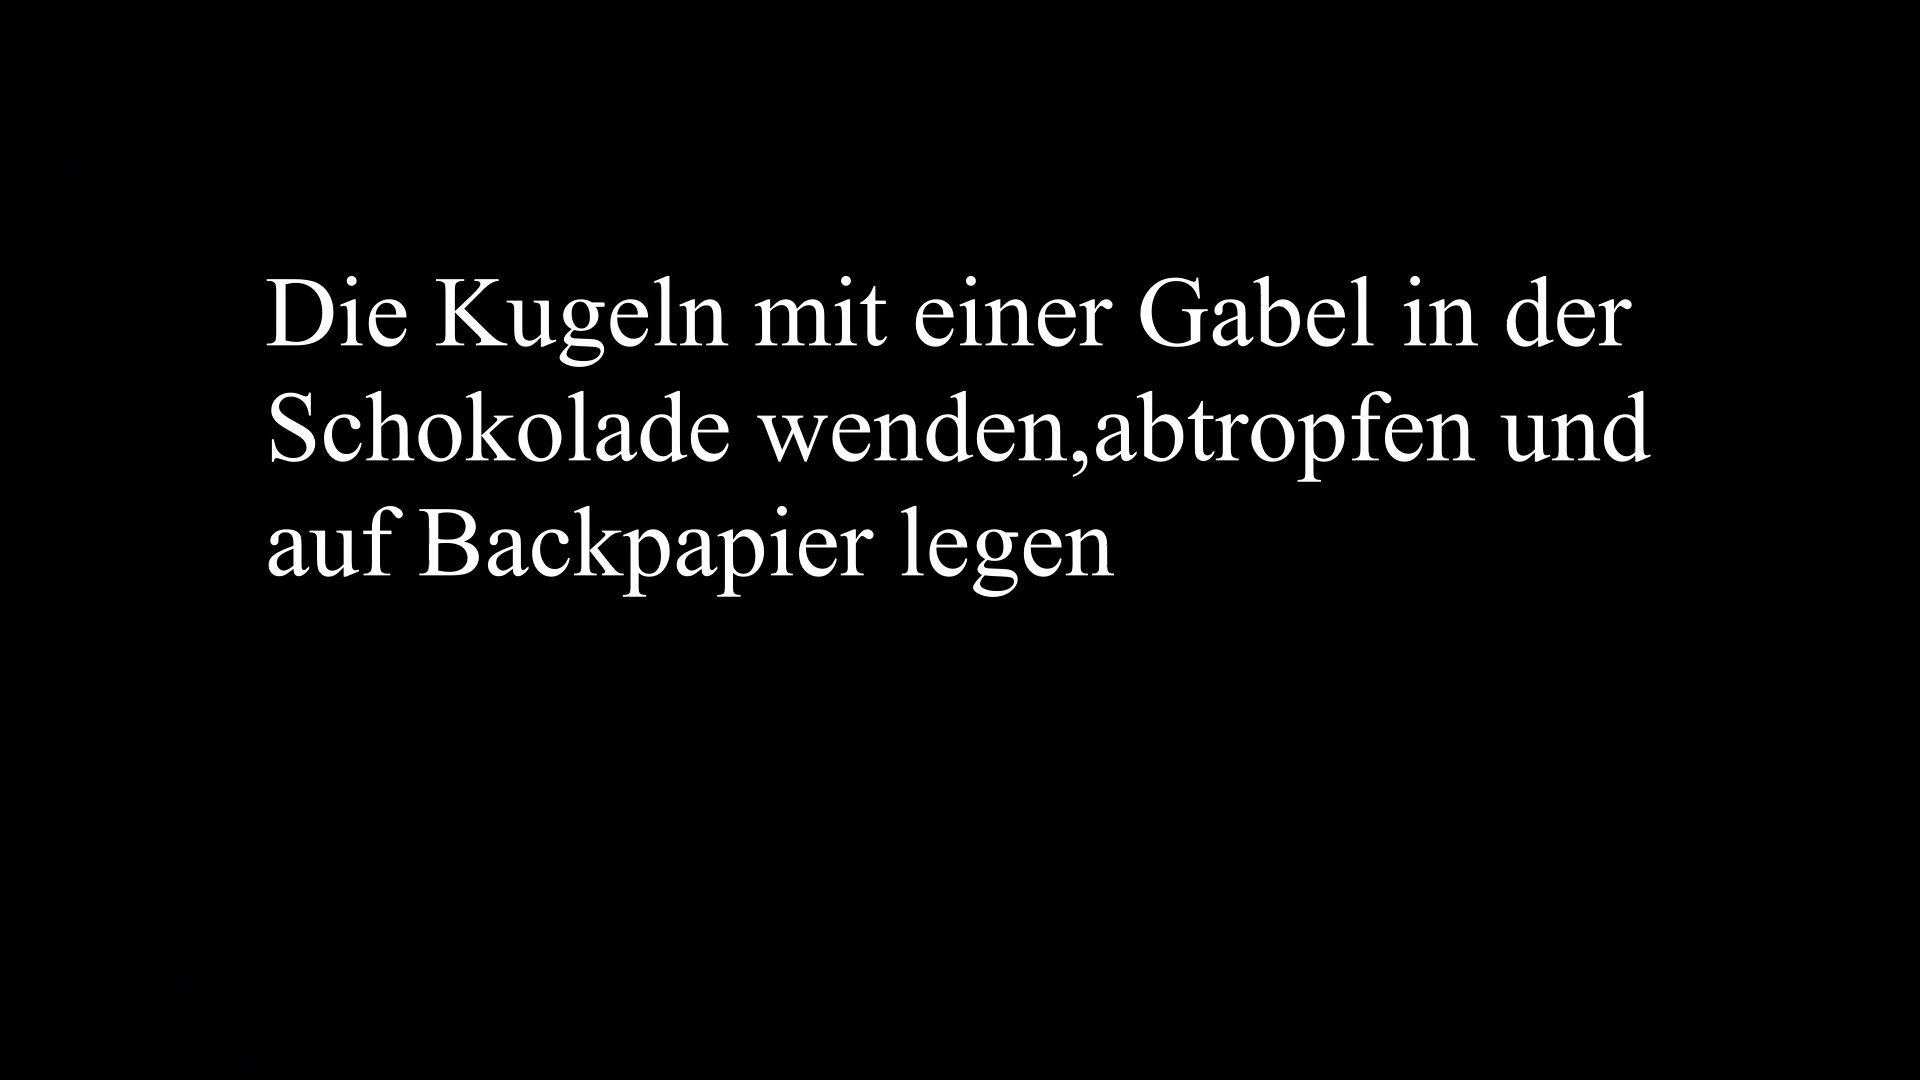 Die Kugeln mit einer Gabel in der
Schokolade wenden,abtropfen und
auf Backpapier legen